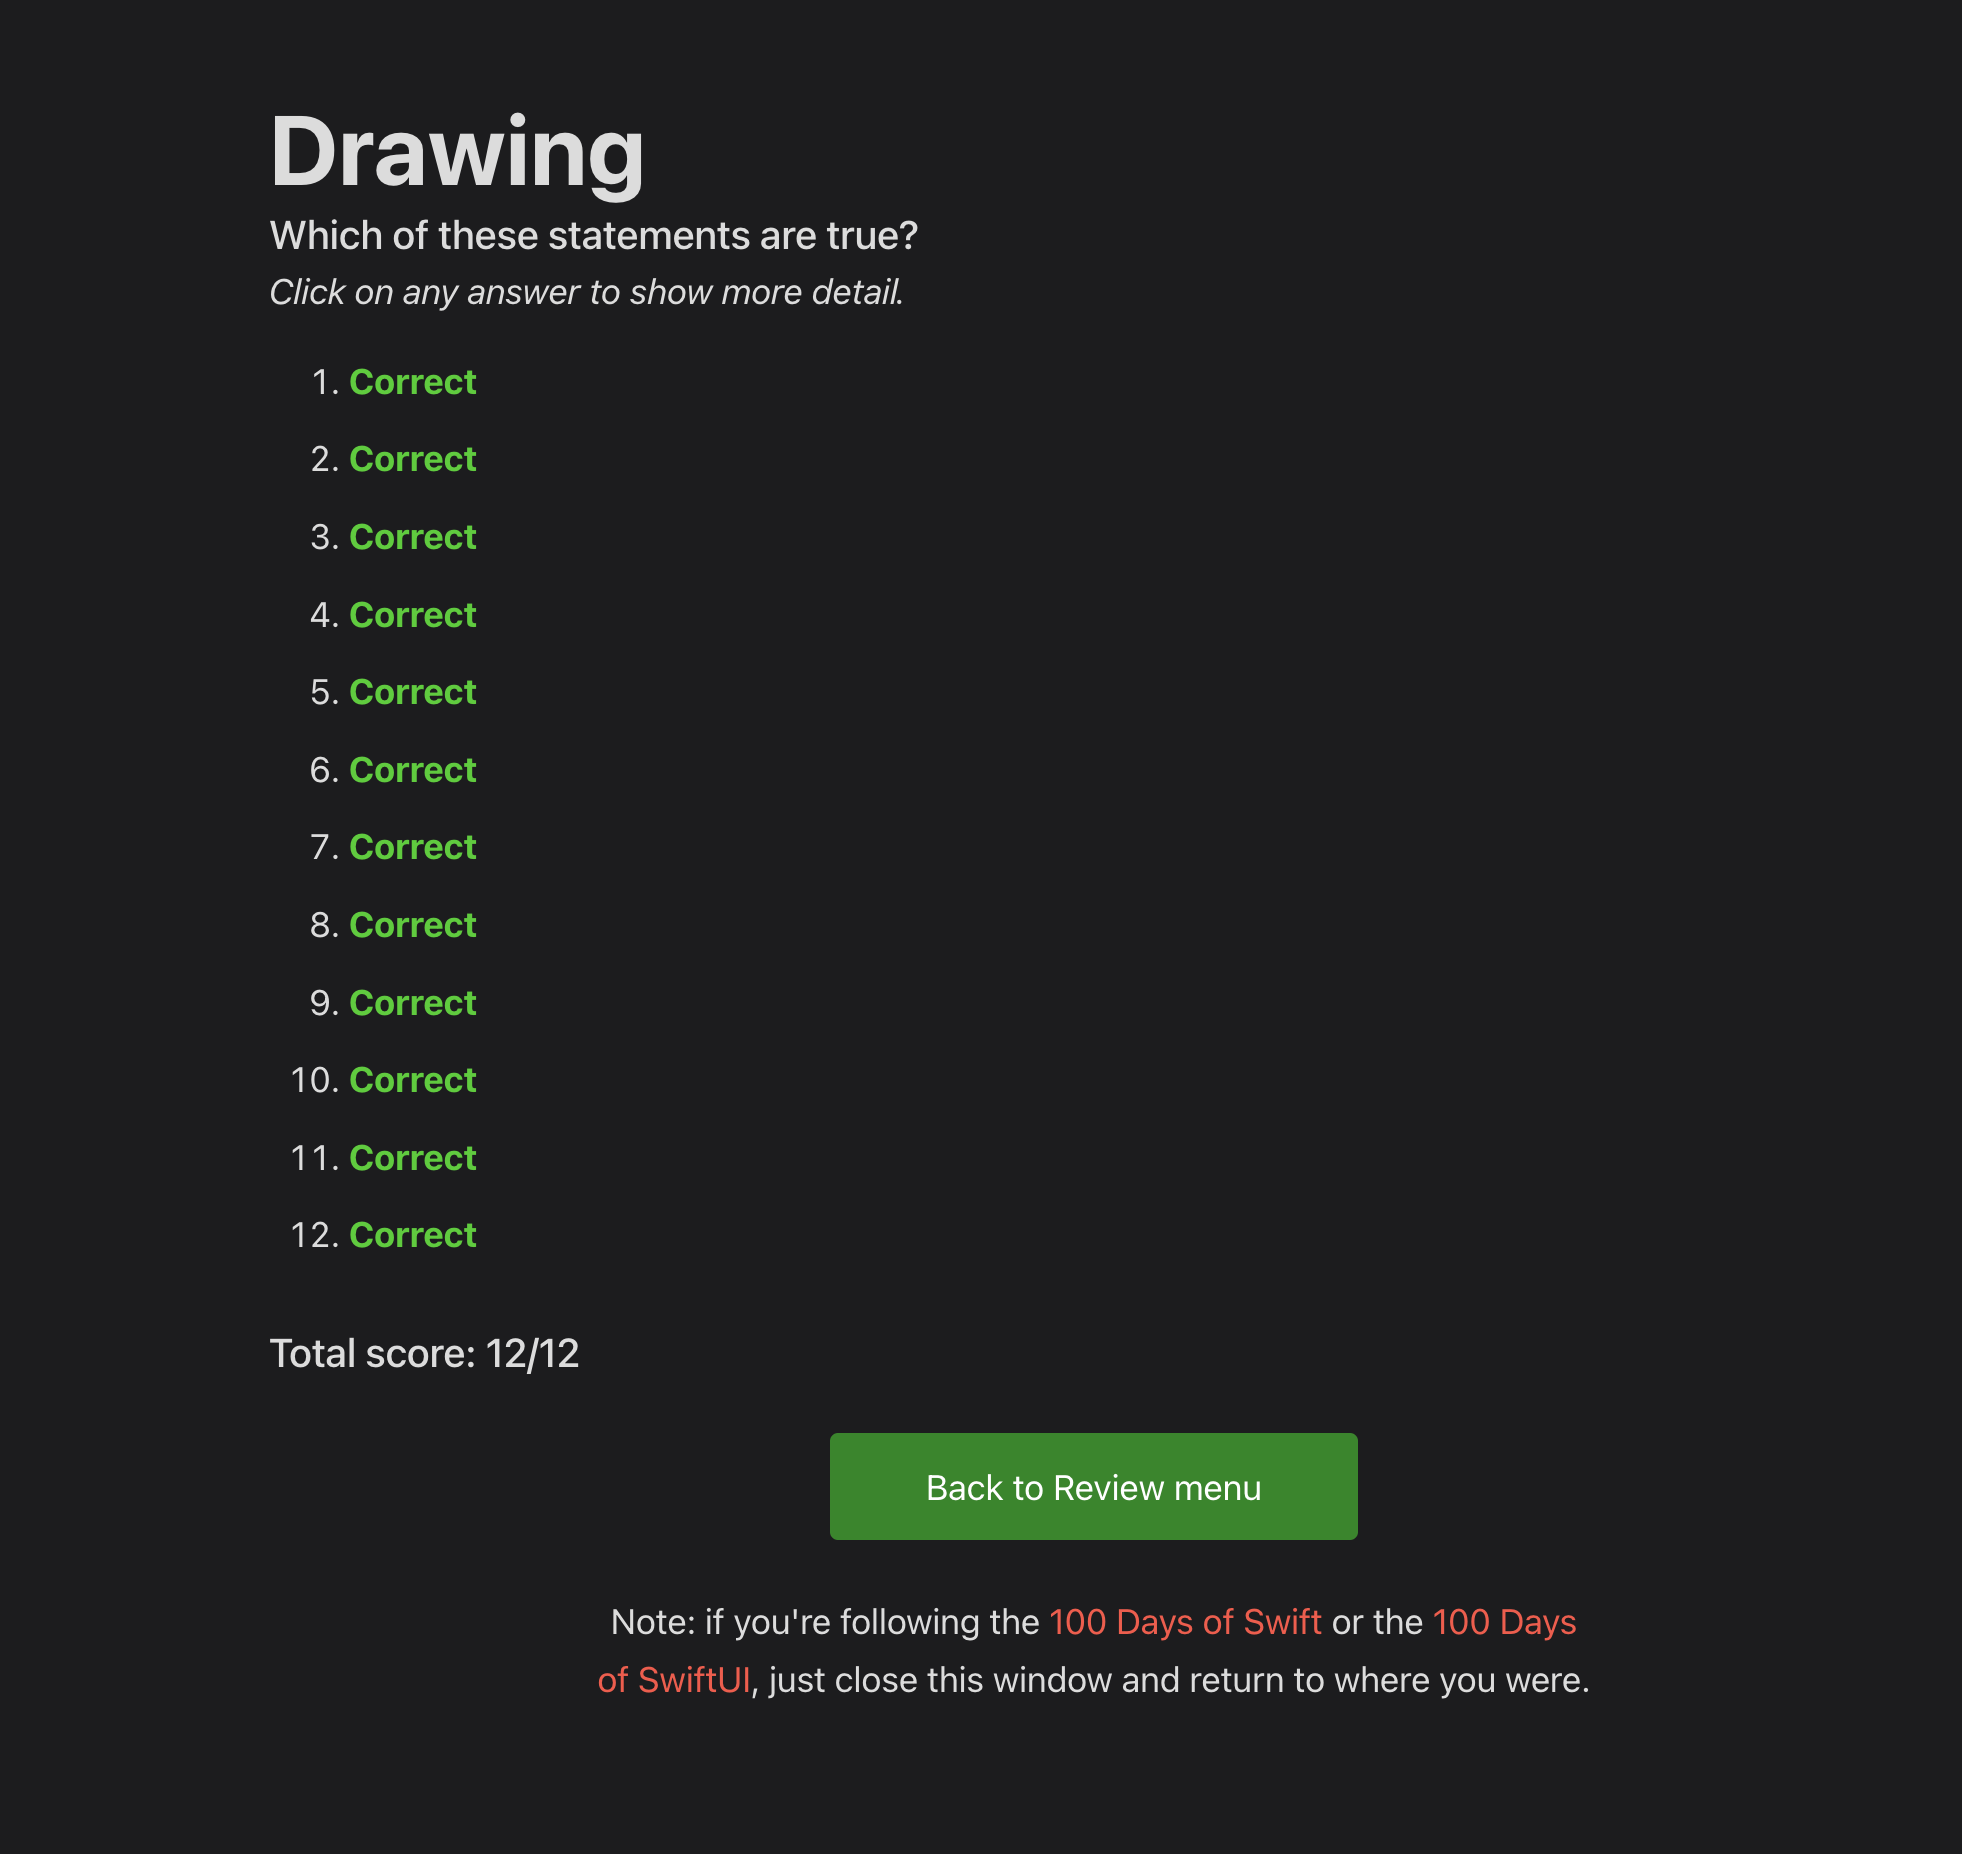 Drawing
Which of these statements are true?
Click on any answer to show more detail.
1. Correct
2. Correct
3. Correct
4. Correct
5. Correct
6. Correct
7. Correct
8. Correct
9. Correct
10. Correct
11. Correct
12. Correct
Total score: 12/12
Back to Review menu
Note: if you're following the 100 Days of Swift or the 100 Days
of SwiftUI, just close this window and return to where you were.